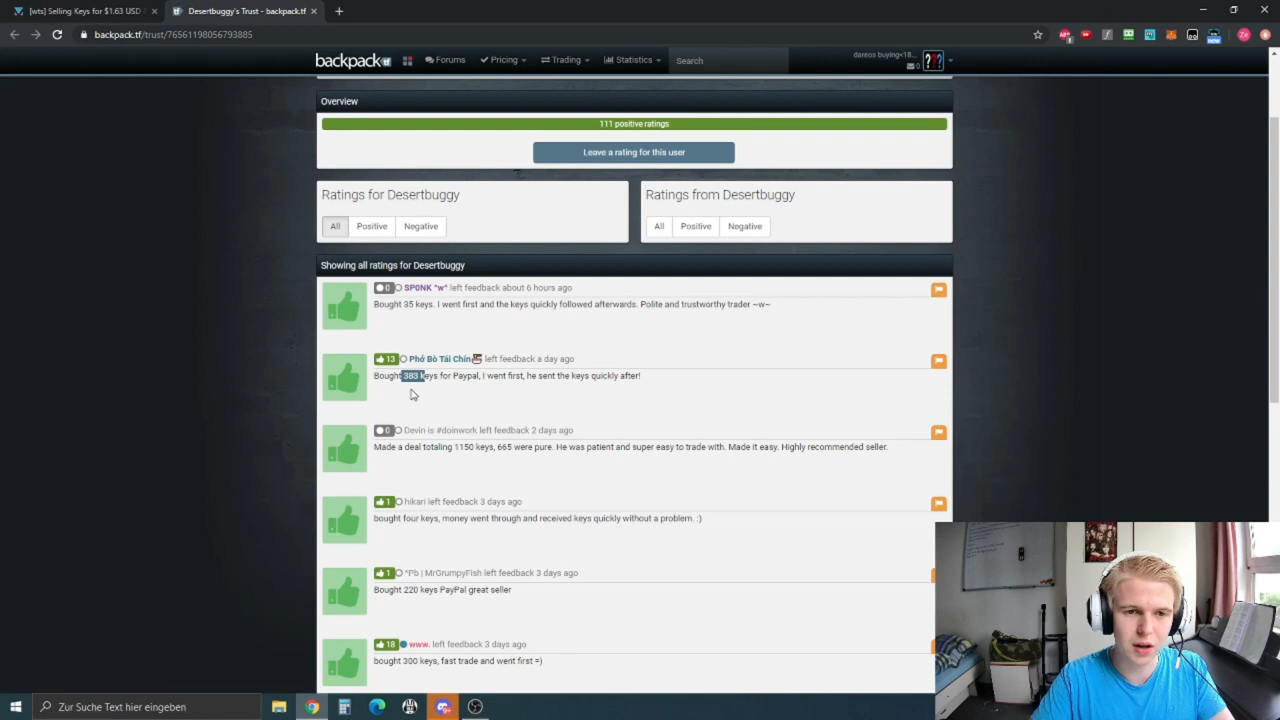 [wts] Selling Keys for $1.63 USD /
Desertbuggy's Trust - backpack.tf
backpack.tf/trust/76561198056793885
backpack.tf
Forums
Pricing
Trading
Statistics
Search
dareos buying<18...
0
Overview
111 positive ratings
Leave a rating for this user
Ratings for Desertbuggy
All Positive Negative
Ratings from Desertbuggy
All Positive Negative
Showing all ratings for Desertbuggy
0 SP0NK ^w^ left feedback about 6 hours ago
Bought 35 keys. I went first and the keys quickly followed afterwards. Polite and trustworthy trader ~w~
13 Phở Bò Tái Chín🍜 left feedback a day ago
Bought 383 keys for Paypal, I went first, he sent the keys quickly after!
0 Devin is #doinwork left feedback 2 days ago
Made a deal totaling 1150 keys, 665 were pure. He was patient and super easy to trade with. Made it easy. Highly recommended seller.
1 hikari left feedback 3 days ago
bought four keys, money went through and received keys quickly without a problem. :)
1 ^Pb | MrGrumpyFish left feedback 3 days ago
Bought 220 keys PayPal great seller
18 www. left feedback 3 days ago
bought 300 keys, fast trade and went first =)
Zur Suche Text hier eingeben